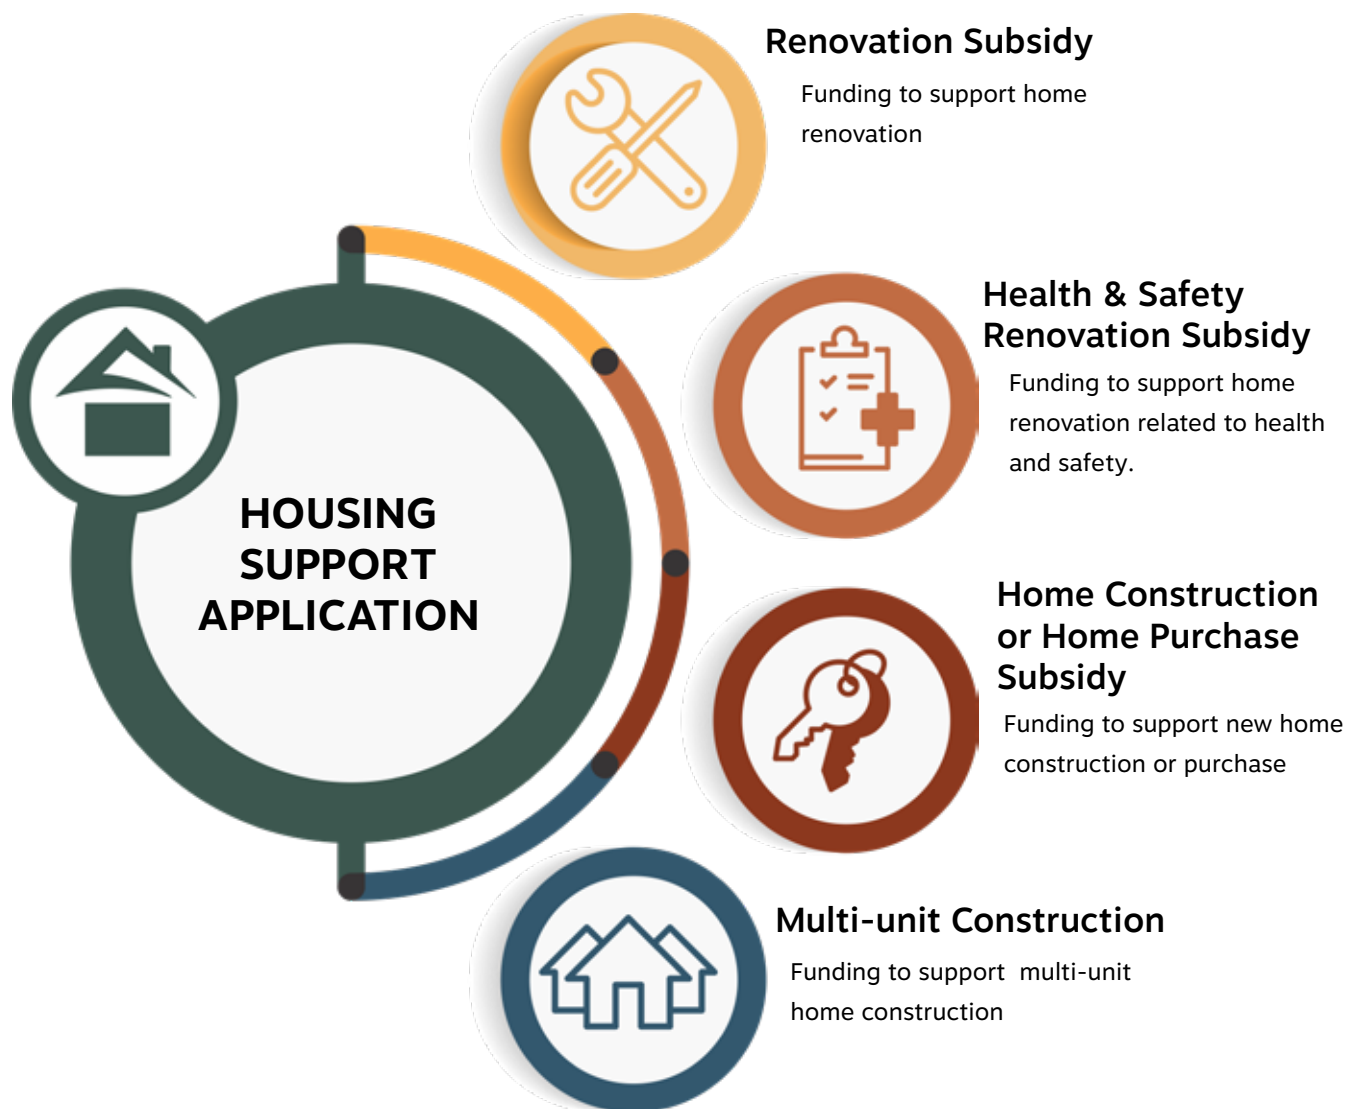 Renovation Subsidy
Funding to support home
renovation
Health & Safety
Renovation Subsidy
Funding to support home
renovation related to health
and safety.
HOUSING
SUPPORT
APPLICATION
Home Construction
or Home Purchase
Subsidy
Funding to support new home
construction or purchase
Multi-unit Construction
Funding to support  multi-unit
home construction